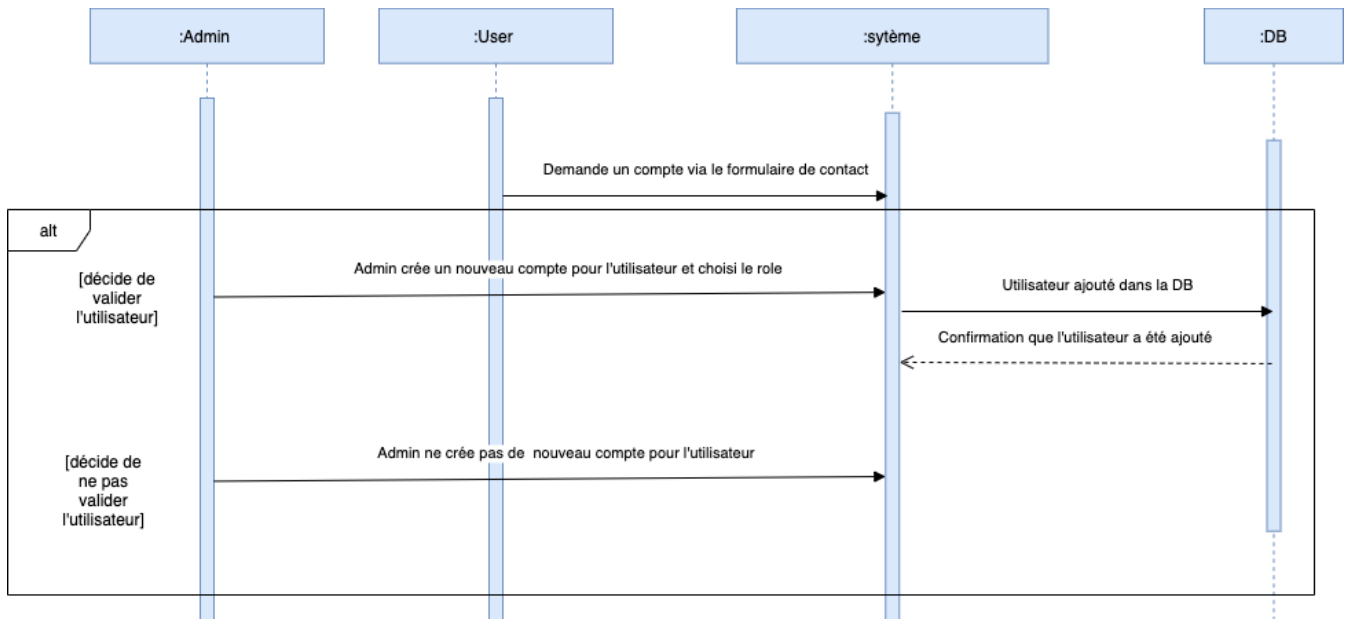 :Admin
:User
:sytème
:DB
Demande un compte via le formulaire de contact
alt
[décide de
valider
l'utilisateur]
Admin crée un nouveau compte pour l'utilisateur et choisi le role
Utilisateur ajouté dans la DB
Confirmation que l'utilisateur a été ajouté
[décide de
ne pas
valider
l'utilisateur]
Admin ne crée pas de nouveau compte pour l'utilisateur